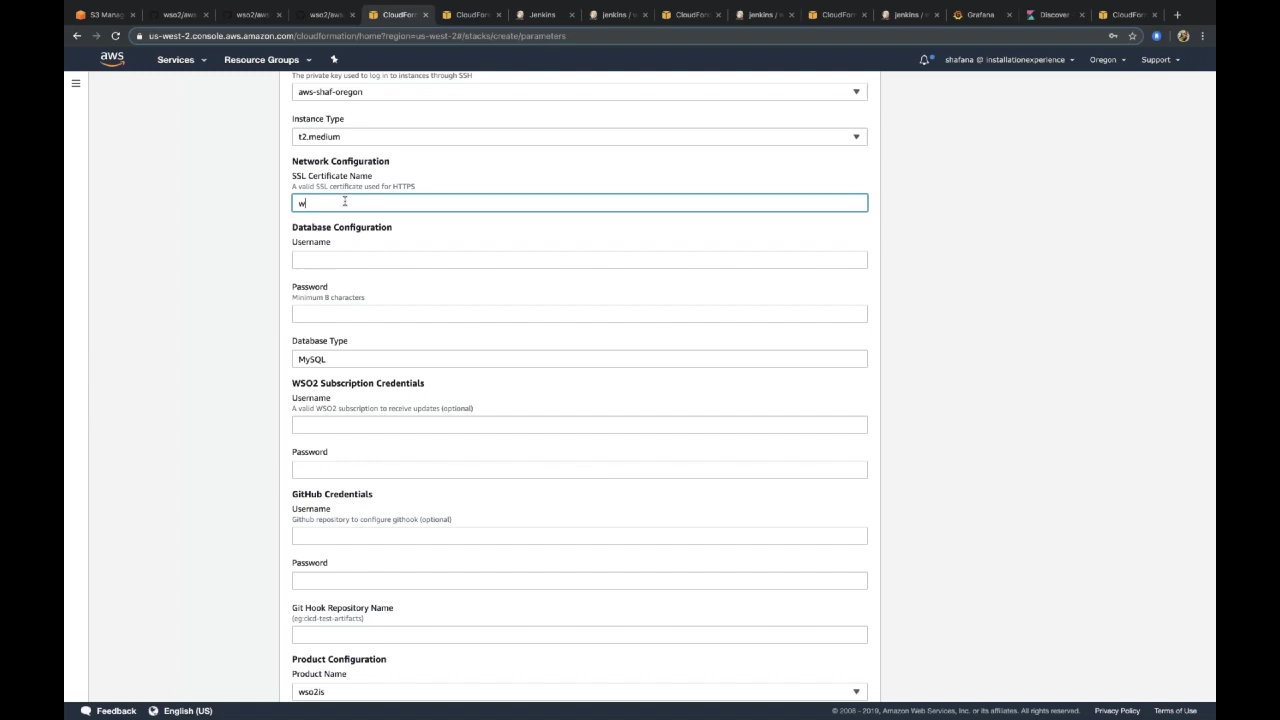 S3 Manag
wso2/aws
wso2/aws
wso2/aws
CloudFor
CloudFor
Jenkins
jenkins / w
CloudFor
jenkins / w
CloudFor
jenkins / w
Grafana
Discover
CloudFor
us-west-2.console.aws.amazon.com/cloudformation/home?region=us-west-2#/stacks/create/parameters
aws
Services
Resource Groups
shafana @ installationexperience
Oregon
Support
The private key used to log in to instances through SSH
aws-shaf-oregon
Instance Type
t2.medium
Network Configuration
SSL Certificate Name
A valid SSL certificate used for HTTPS
w
Database Configuration
Username
Password
Minimum 8 characters
Database Type
MySQL
WSO2 Subscription Credentials
Username
A valid WSO2 subscription to receive updates (optional)
Password
GitHub Credentials
Username
Github repository to configure githook (optional)
Password
Git Hook Repository Name
(eg:cicd-test-artifacts)
Product Configuration
Product Name
wso2is
Feedback
English (US)
© 2008 - 2019, Amazon Web Services, Inc. or its affiliates. All rights reserved.
Privacy Policy
Terms of Use